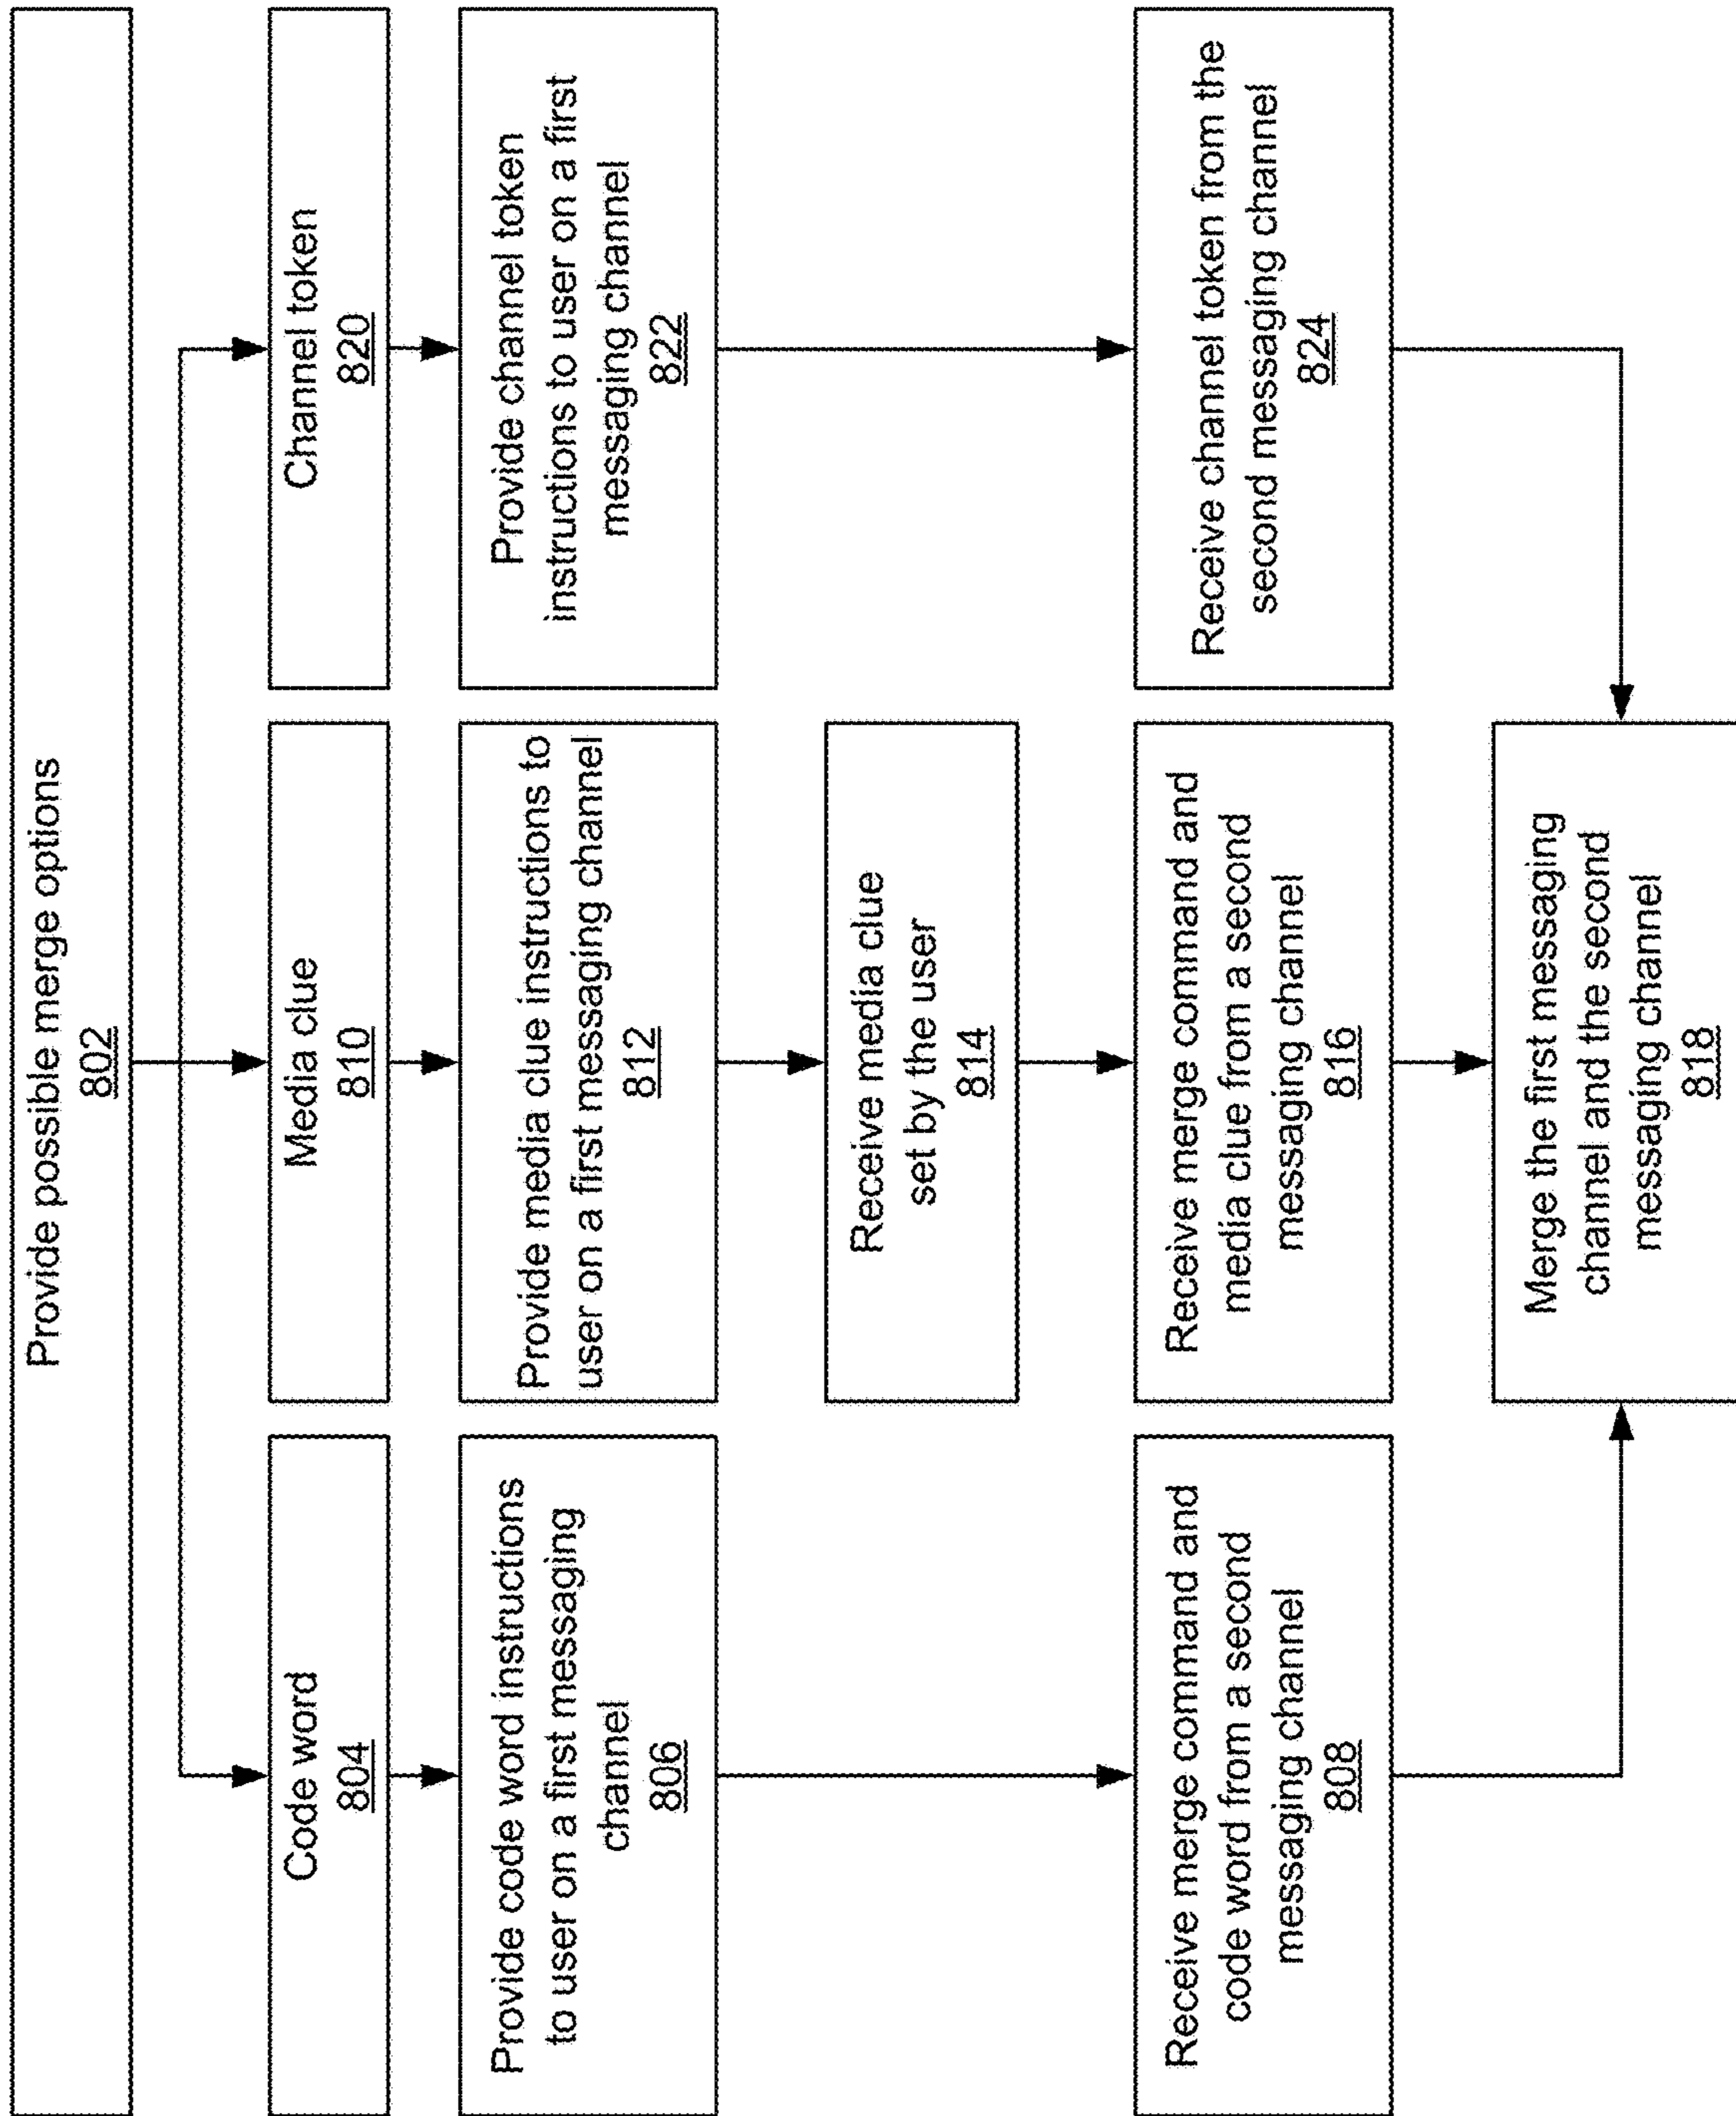 Provide possible merge options
802
Code word
804
Media clue
810
Channel token
820
Provide code word instructions
to user on a first messaging
channel
806
Provide media clue instructions to
user on a first messaging channel
812
Provide channel token
instructions to user on a first
messaging channel
822
Receive media clue
set by the user
814
Receive merge command and
code word from a second
messaging channel
808
Receive merge command and
media clue from a second
messaging channel
816
Receive channel token from the
second messaging channel
824
Merge the first messaging
channel and the second
messaging channel
818